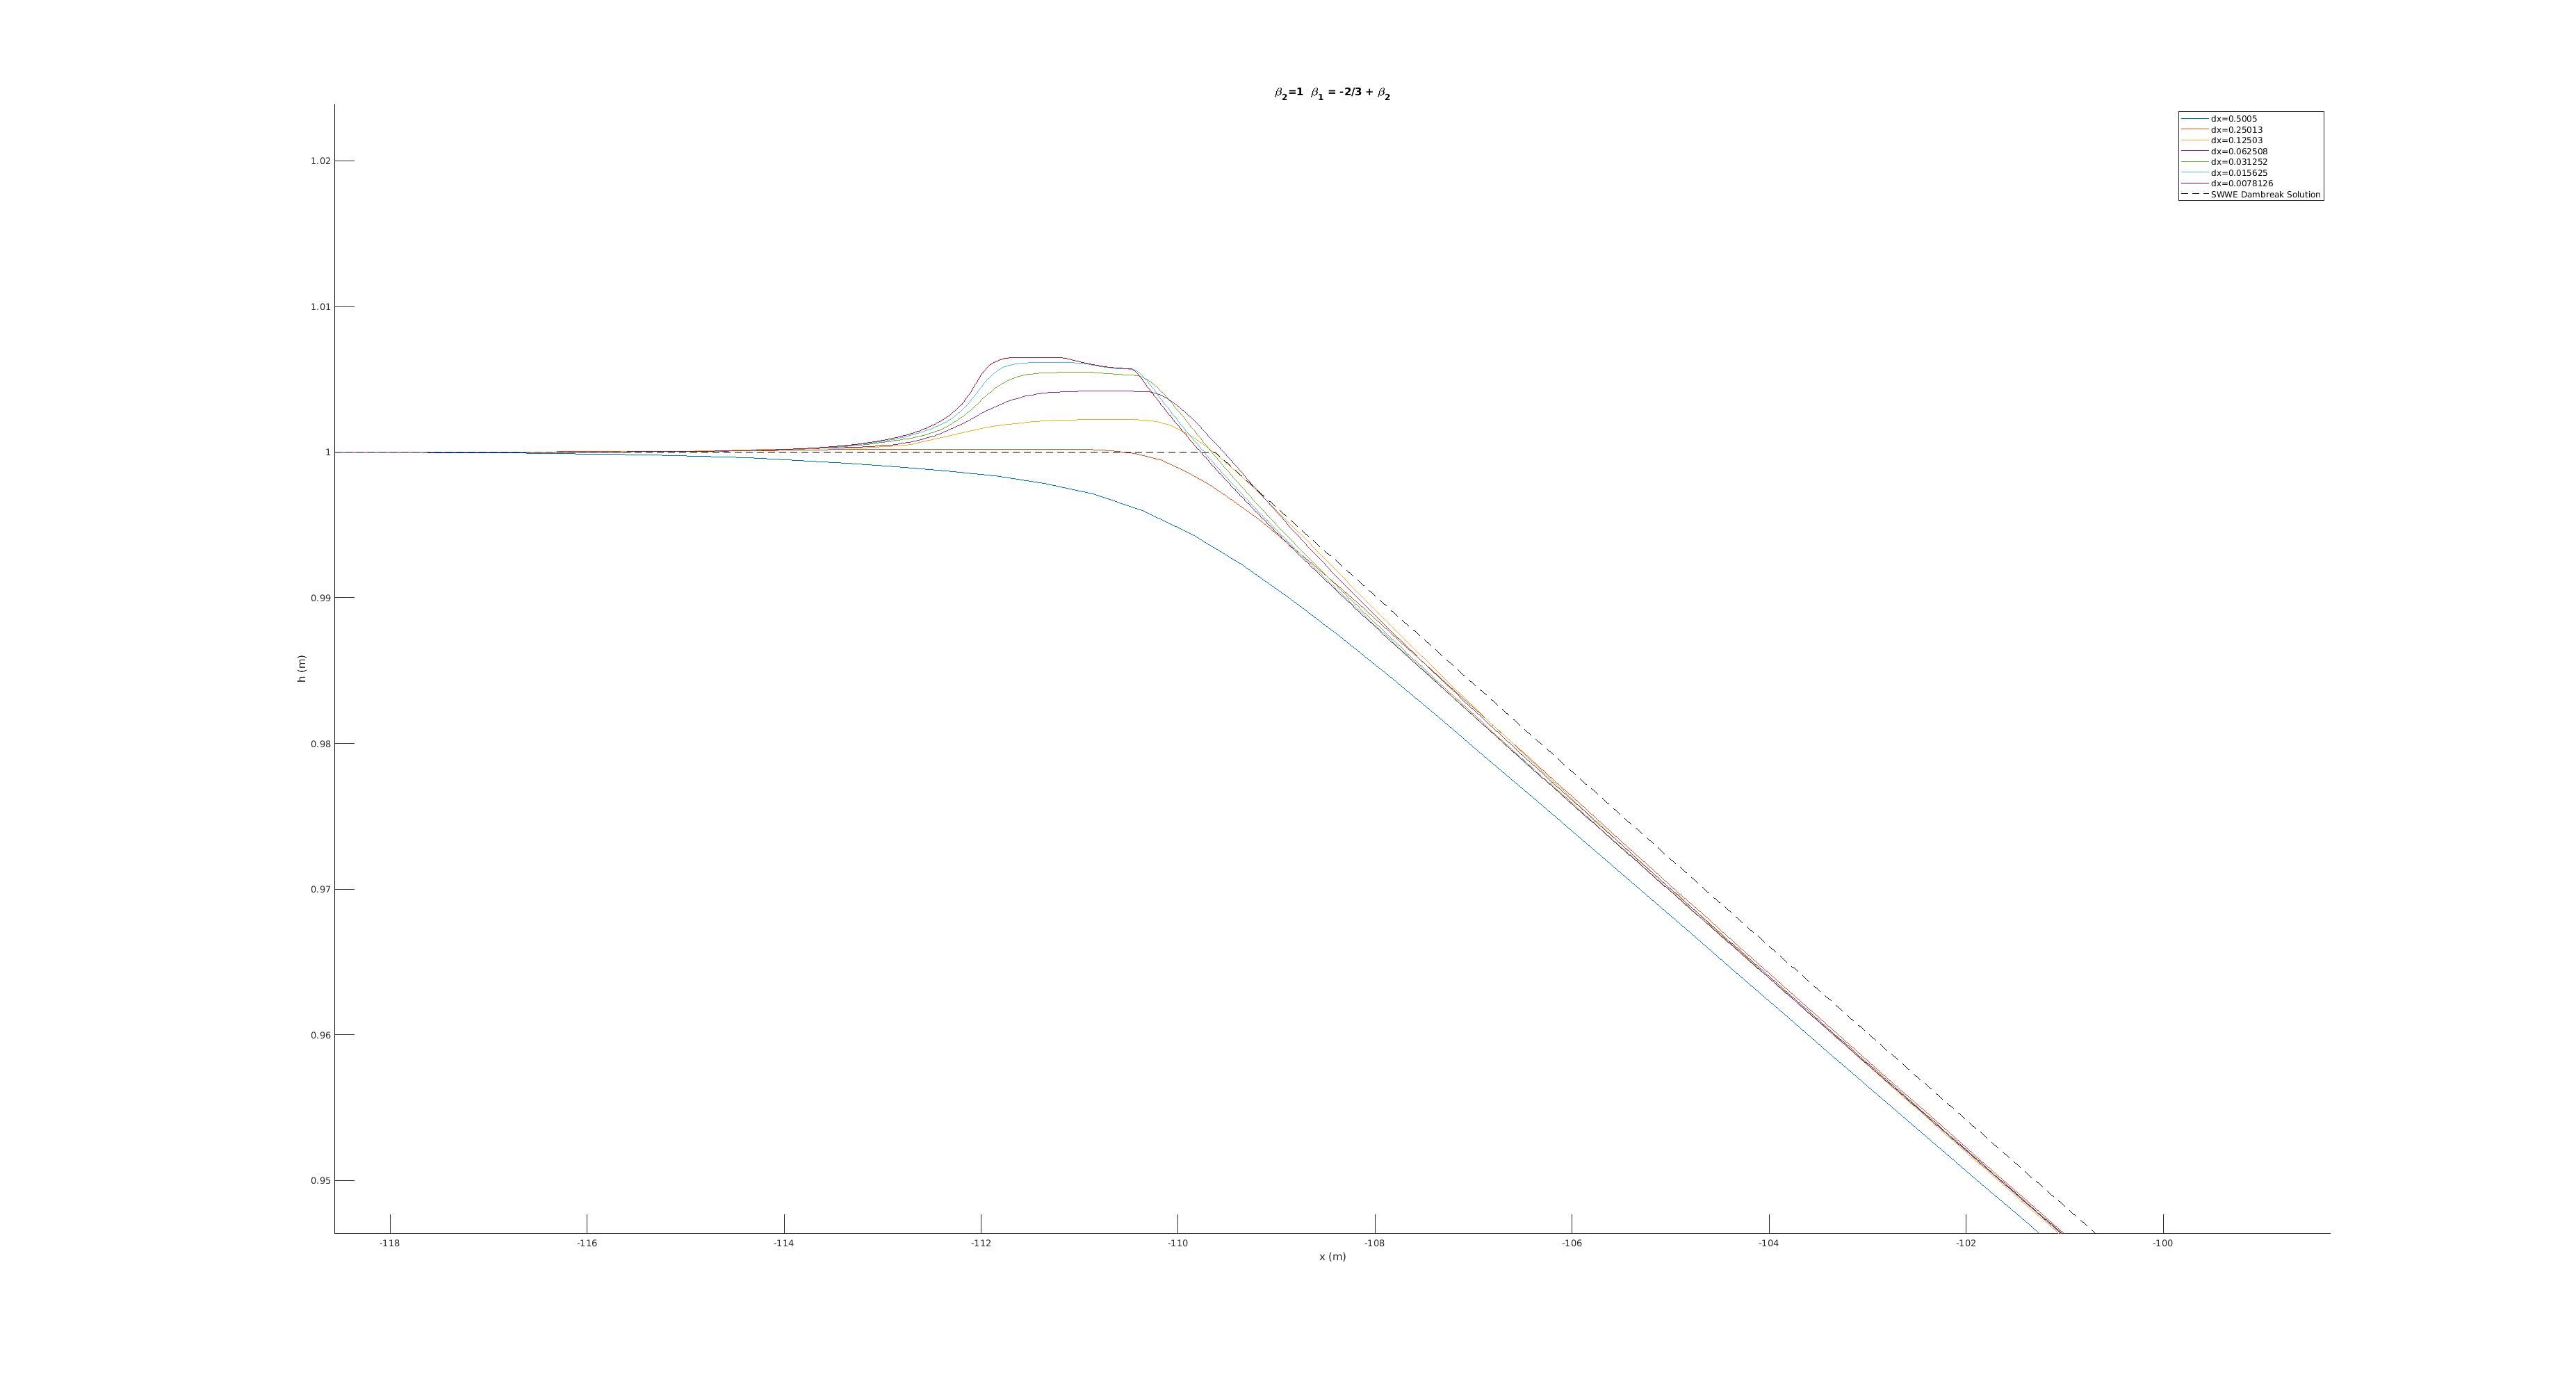 β₂=1 β₁ = -2/3 + β₂
dx=0.5005
dx=0.25013
dx=0.12503
dx=0.062508
dx=0.031252
dx=0.015625
dx=0.0078126
SWWE Dambreak Solution
1.02
1.01
1
0.99
0.98
0.97
0.96
0.95
h (m)
-118 -116 -114 -112 -110 -108 -106 -104 -102 -100
x (m)